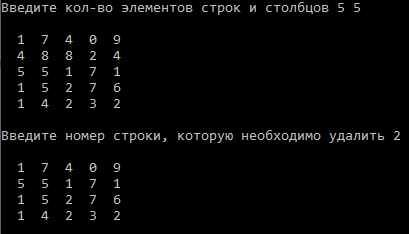 Введите кол-во элементов строк и столбцов 5 5
1 7 4 0 9
4 8 8 2 4
5 5 1 7 1
1 5 2 7 6
1 4 2 3 2
Введите номер строки, которую необходимо удалить 2
1 7 4 0 9
5 5 1 7 1
1 5 2 7 6
1 4 2 3 2